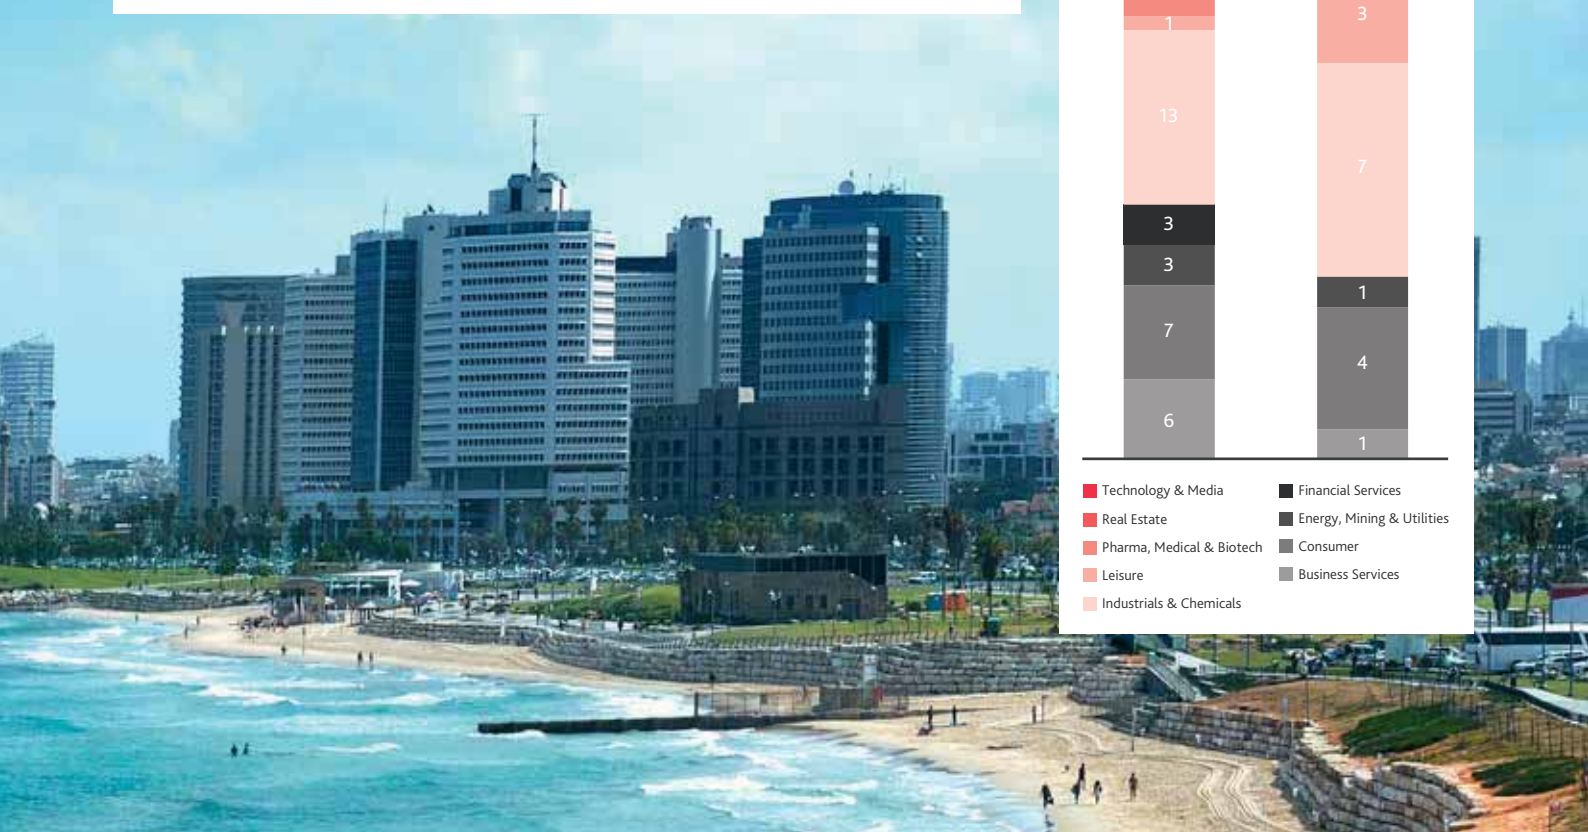 1
13
3
3
7
6
3
7
1
4
1
Technology & Media
Real Estate
Pharma, Medical & Biotech
Leisure
Industrials & Chemicals
Financial Services
Energy, Mining & Utilities
Consumer
Business Services